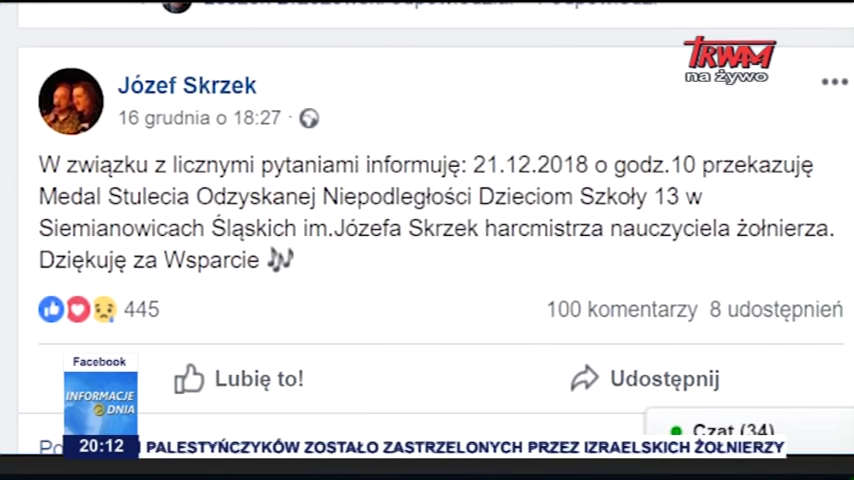 TRWAM
na żywo
Józef Skrzek
16 grudnia o 18:27 ·
W związku z licznymi pytaniami informuję: 21.12.2018 o godz.10 przekazuję
Medal Stulecia Odzyskanej Niepodległości Dzieciom Szkoły 13 w
Siemianowicach Śląskich im.Józefa Skrzek harcmistrza nauczyciela żołnierza.
Dziękuję za Wsparcie 🎶
445
100 komentarzy 8 udostępnień
Lubię to!
Udostępnij
Facebook
INFORMACJE
DNIA
Czat (34)
20:12
PALESTYŃCZYKÓW ZOSTAŁO ZASTRZELONYCH PRZEZ IZRAELSKICH ŻOŁNIERZY